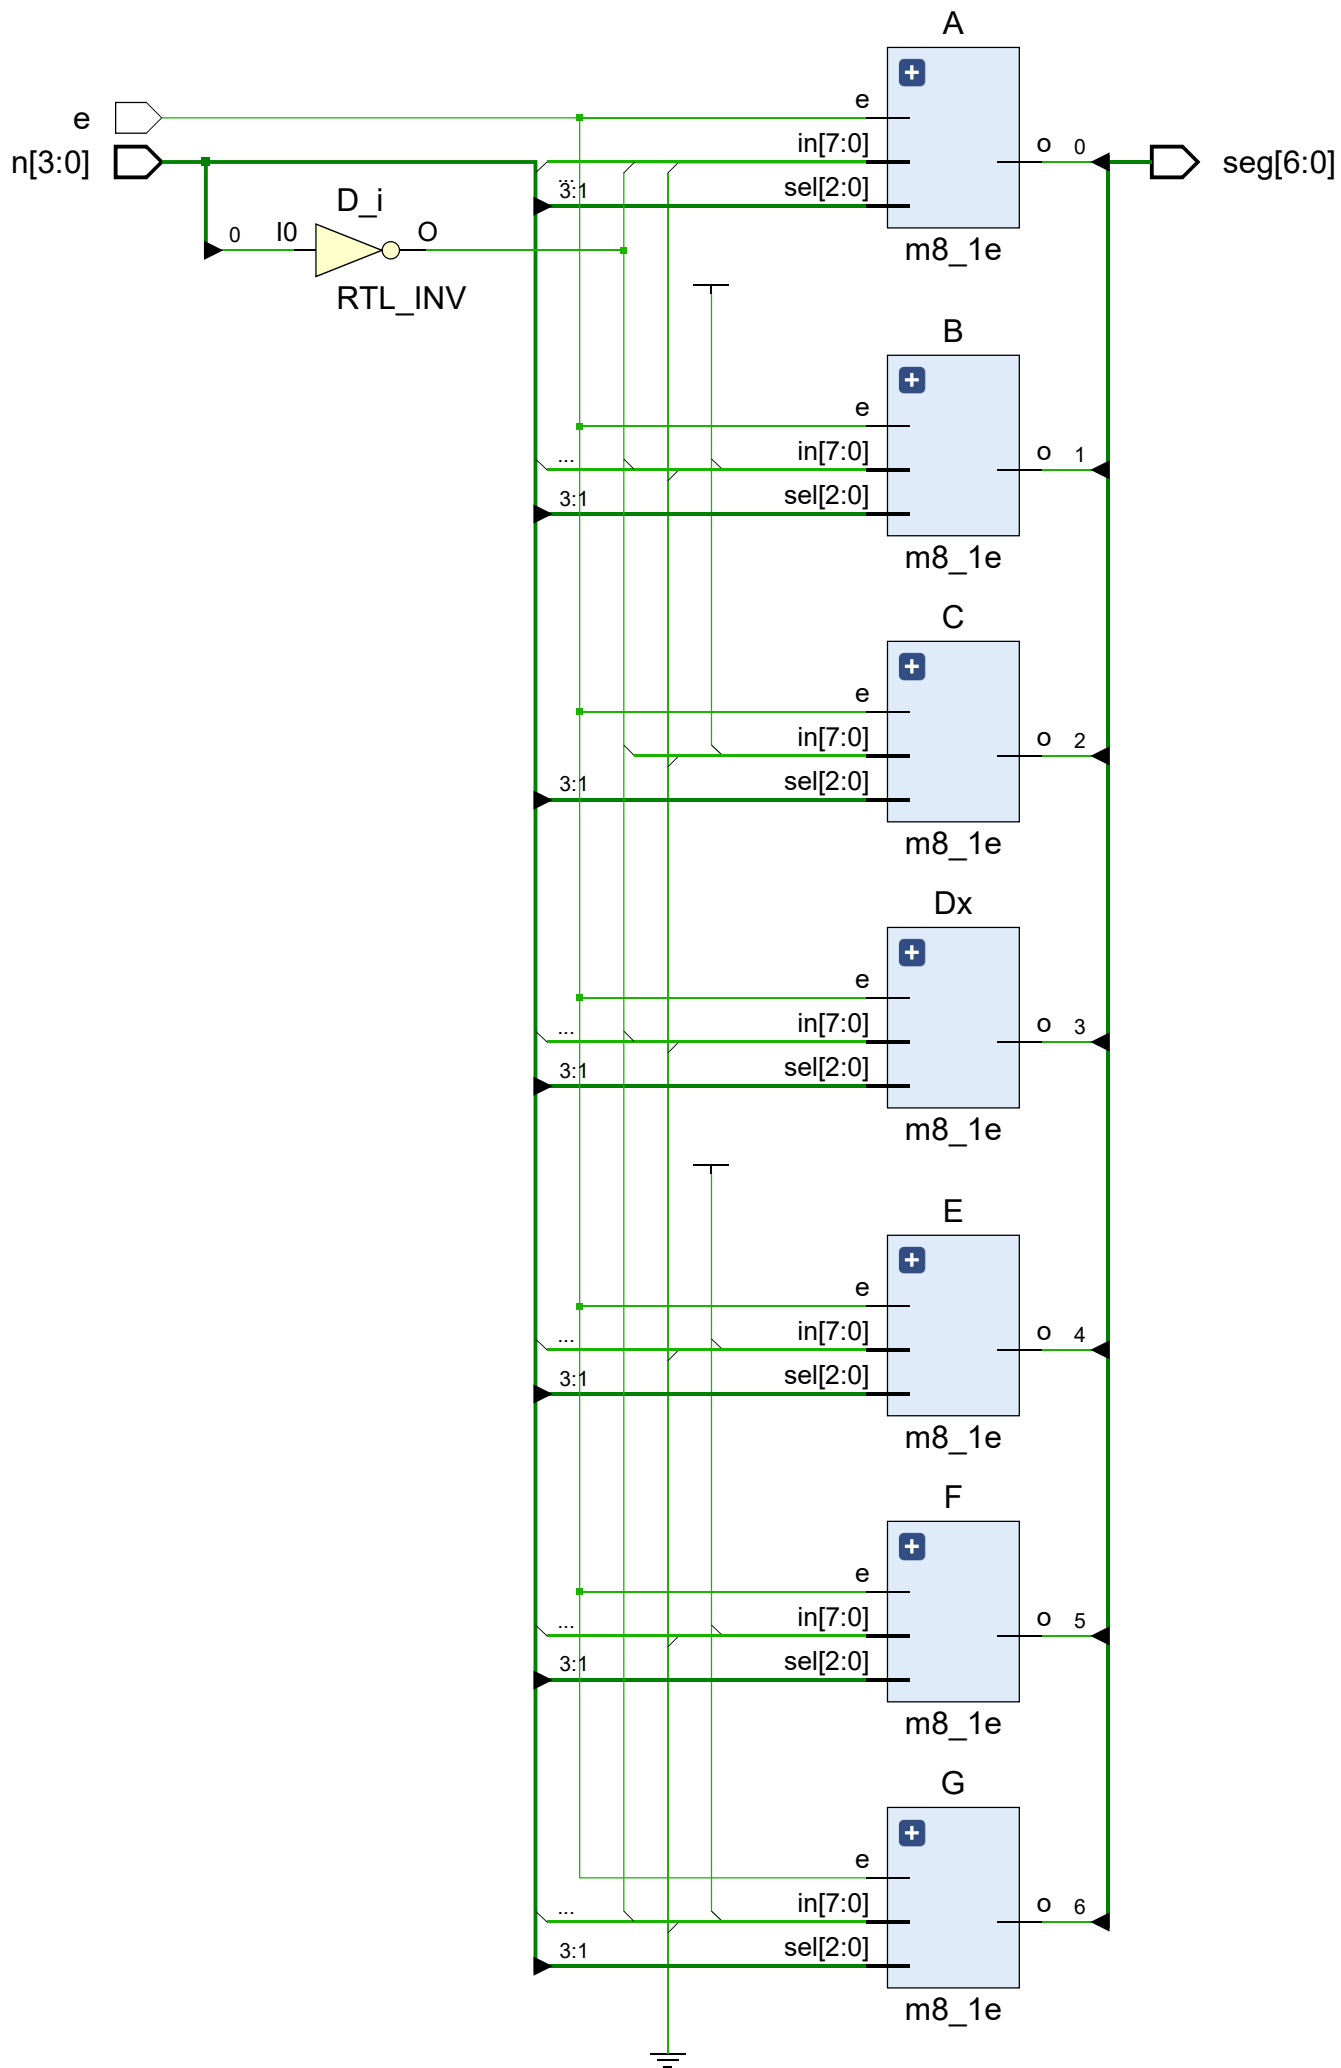 A
e
e
n[3:0]
in[7:0]
...
3:1
sel[2:0]
o 0
seg[6:0]
m8_1e
D_i
0 I0 O
RTL_INV
B
e
... in[7:0]
o 1
3:1 sel[2:0]
m8_1e
C
e
in[7:0]
o 2
3:1 sel[2:0]
m8_1e
Dx
e
... in[7:0]
o 3
3:1 sel[2:0]
m8_1e
E
e
... in[7:0]
o 4
3:1 sel[2:0]
m8_1e
F
e
... in[7:0]
o 5
3:1 sel[2:0]
m8_1e
G
e
... in[7:0]
o 6
3:1 sel[2:0]
m8_1e